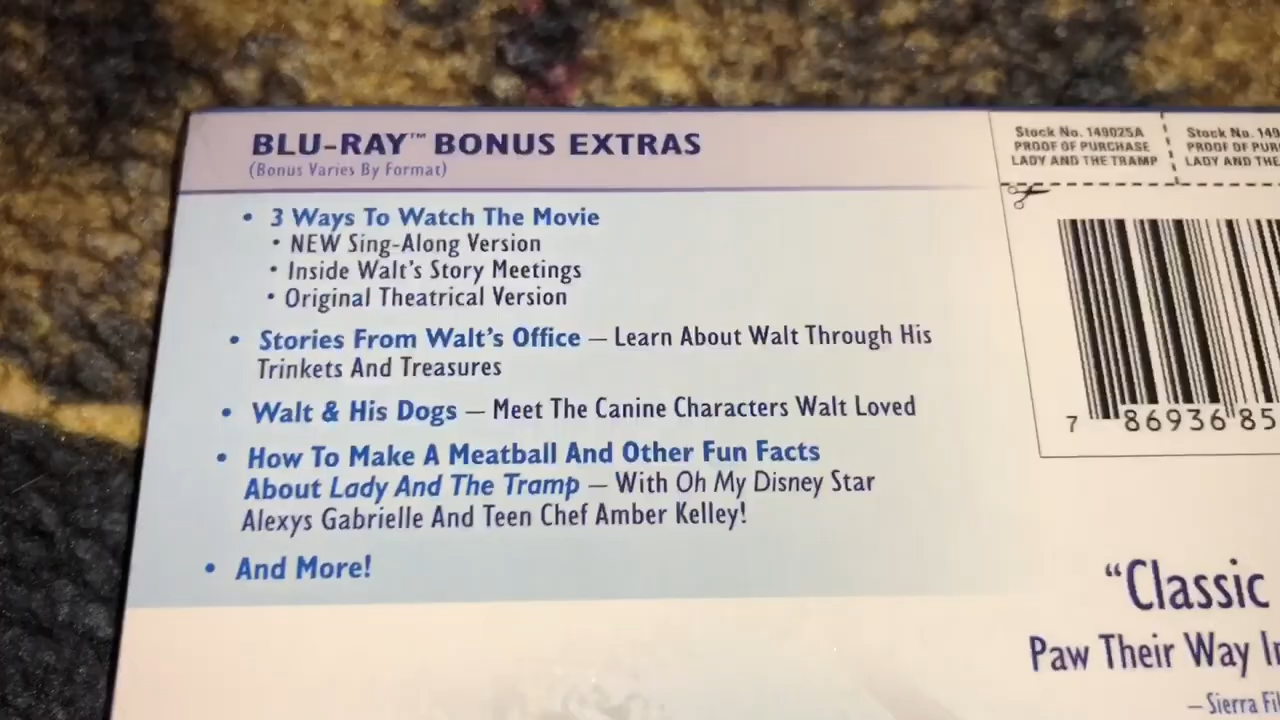 BLU-RAY™ BONUS EXTRAS
(Bonus Varies By Format)
• 3 Ways To Watch The Movie
• NEW Sing-Along Version
• Inside Walt's Story Meetings
• Original Theatrical Version
• Stories From Walt's Office – Learn About Walt Through His
Trinkets And Treasures
• Walt & His Dogs – Meet The Canine Characters Walt Loved
• How To Make A Meatball And Other Fun Facts
About Lady And The Tramp – With Oh My Disney Star
Alexys Gabrielle And Teen Chef Amber Kelley!
• And More!
Stock No. 149025A
PROOF OF PURCHASE
LADY AND THE TRAMP
Stock No. 149
PROOF OF PUR
LADY AND THE
7 86936 85
"Classic
Paw Their Way
– Sierra